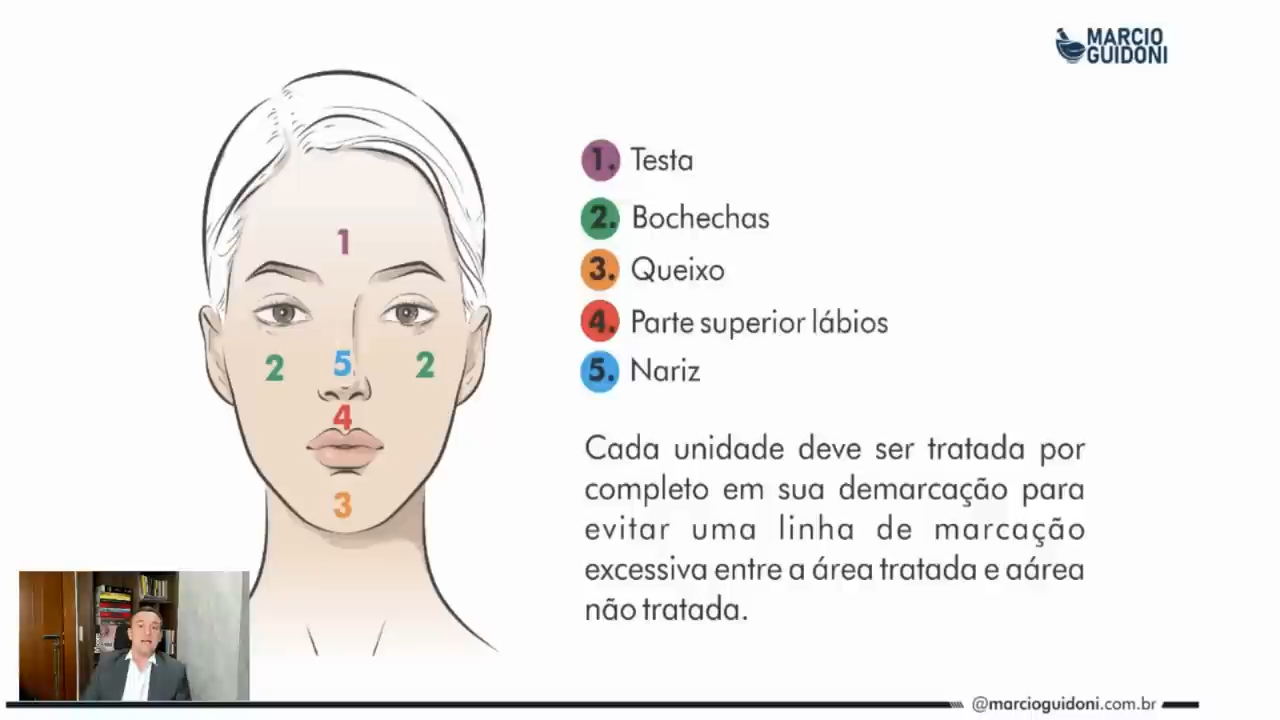 MARCIO
GUIDONI
1. Testa
2. Bochechas
3. Queixo
4. Parte superior lábios
5. Nariz
1
2
5
2
4
3
Cada unidade deve ser tratada por
completo em sua demarcação para
evitar uma linha de marcação
excessiva entre a área tratada e aárea
não tratada.
@marcioguidoni.com.br